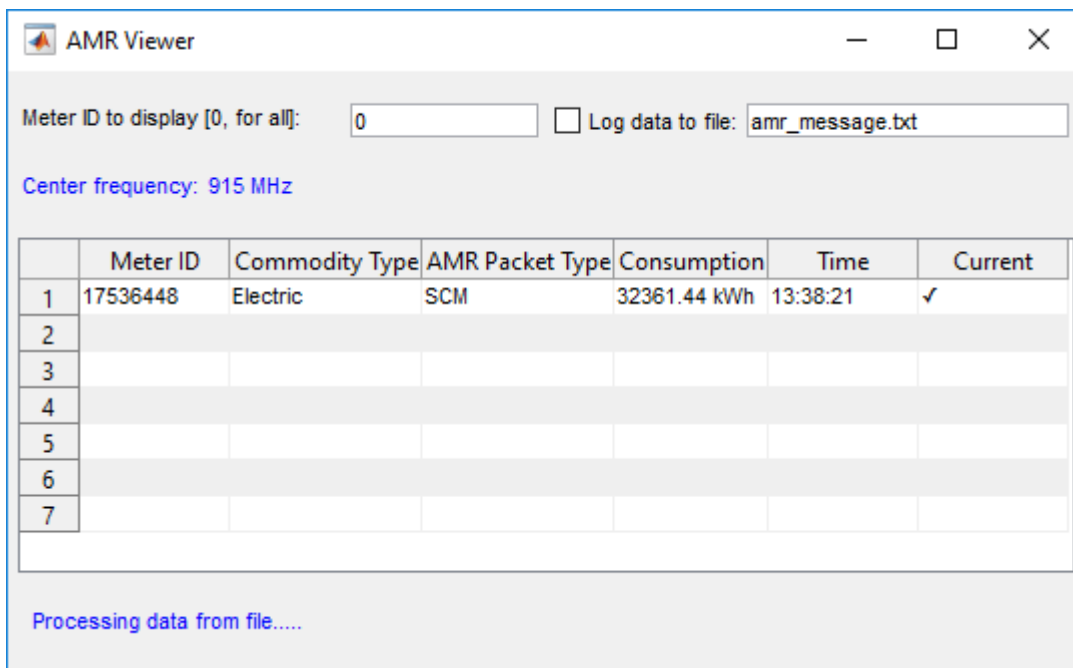 AMR Viewer
Meter ID to display [0, for all]: 0 Log data to file: amr_message.txt
Center frequency: 915 MHz
Meter ID Commodity Type AMR Packet Type Consumption Time Current
1 17536448 Electric SCM 32361.44 kWh 13:38:21 ✓
2
3
4
5
6
7
Processing data from file.....